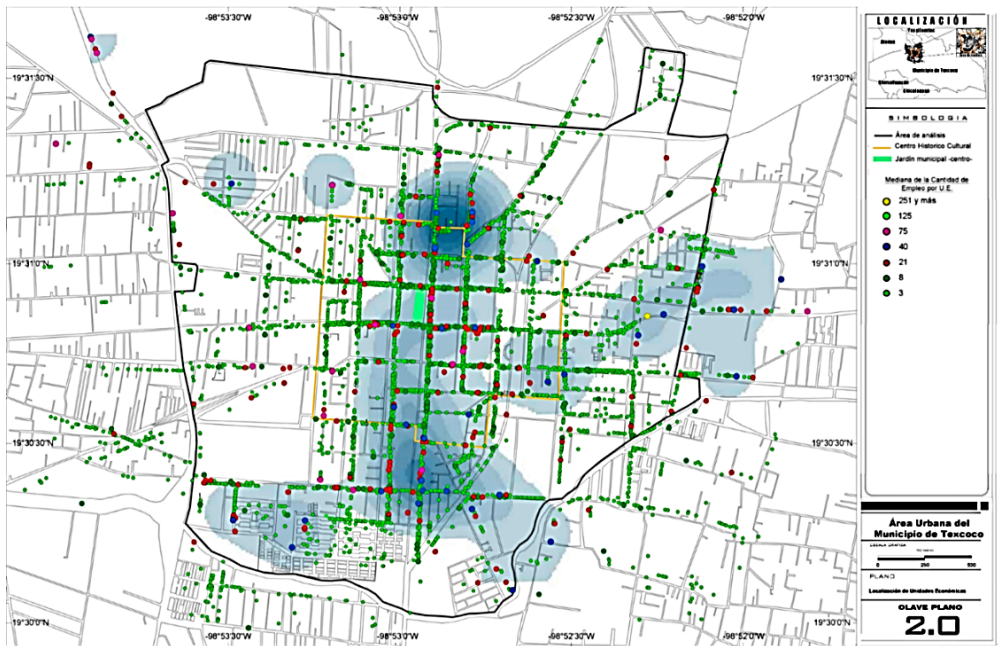 -98°53'30"W
-98°53'0"W
-98°52'30"W
-98°52'0"W
19°31'30"N
19°31'30"N
19°31'0"N
19°31'0"N
19°30'30"N
19°30'30"N
19°30'0"N
19°30'0"N
-98°53'30"W
-98°53'0"W
-98°52'30"W
-98°52'0"W
LOCALIZACIÓN
Municipio de Texcoco
SIMBOLOGIA
Área de análisis
Centro Historico Cultural
Jardín municipal -centro-
Mediana de la Cantidad de
Empleo por U.E.
251 y más
125
75
40
21
8
3
Área Urbana del
Municipio de Texcoco
0 250 500
PLANO
Localización de Unidades Económicas
CLAVE PLANO
2.0